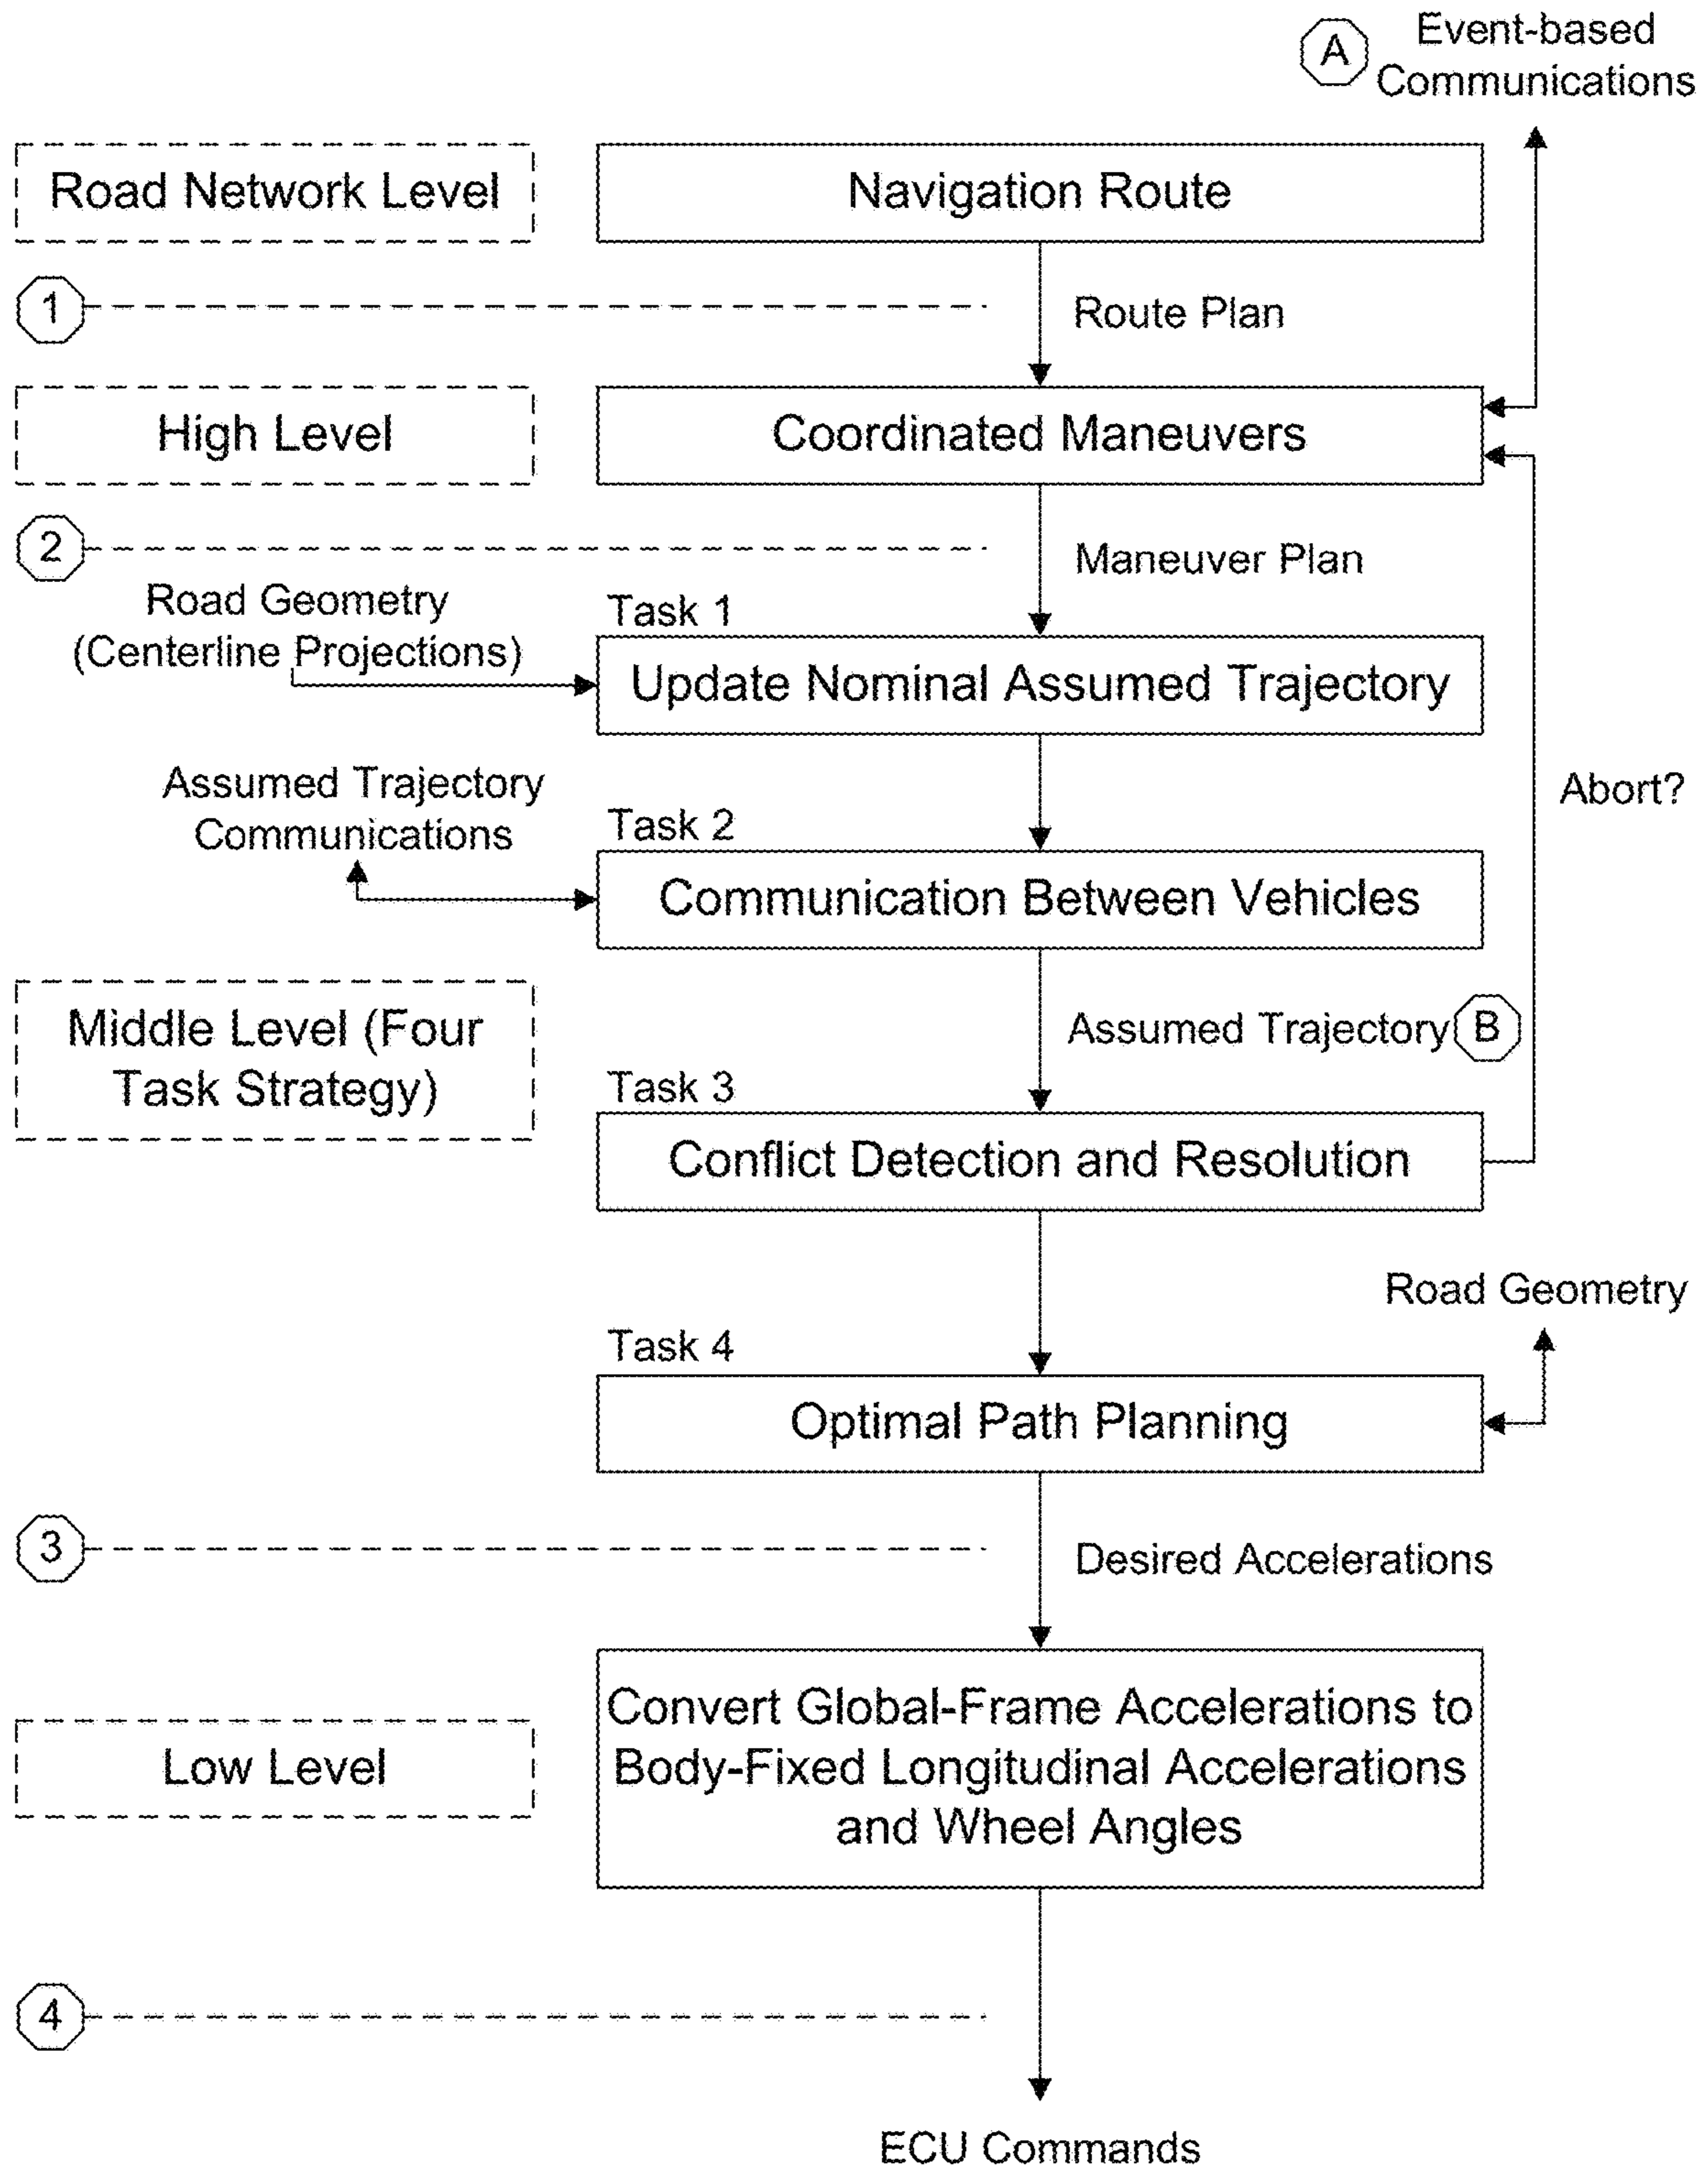 A
Event-based
Communications
Road Network Level
Navigation Route
1
Route Plan
High Level
Coordinated Maneuvers
2
Maneuver Plan
Road Geometry
(Centerline Projections)
Task 1
Update Nominal Assumed Trajectory
Abort?
Assumed Trajectory
Communications
Task 2
Communication Between Vehicles
Middle Level (Four
Task Strategy)
Assumed Trajectory
B
Task 3
Conflict Detection and Resolution
Road Geometry
Task 4
Optimal Path Planning
3
Desired Accelerations
Low Level
Convert Global-Frame Accelerations to
Body-Fixed Longitudinal Accelerations
and Wheel Angles
4
ECU Commands